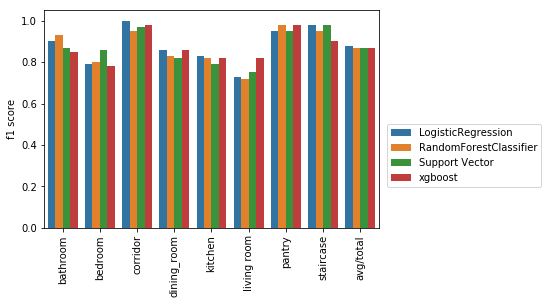 1.0
0.8
0.6
0.4
0.2
0.0
f1 score
bathroom
bedroom
corridor
dining_room
kitchen
living room
pantry
staircase
avg/total
LogisticRegression
RandomForestClassifier
Support Vector
xgboost